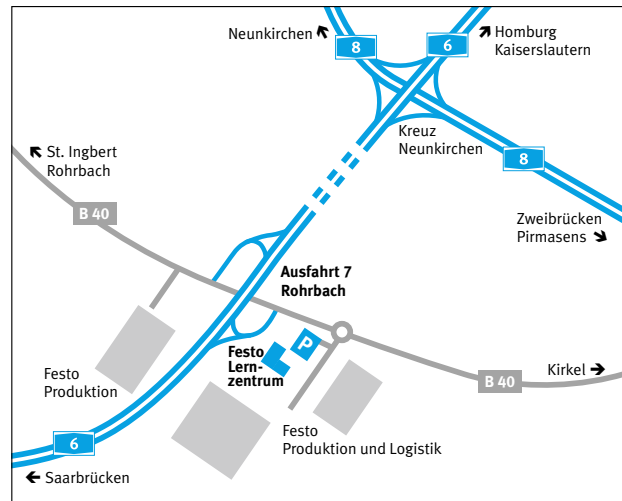 Neunkirchen
8
6
Homburg
Kaiserslautern
Kreuz
Neunkirchen
8
St. Ingbert
Rohrbach
B 40
Zweibrücken
Pirmasens
Ausfahrt 7
Rohrbach
P
Festo
Lern-
zentrum
Festo
Produktion
Kirkel
B 40
Festo
Produktion und Logistik
6
Saarbrücken